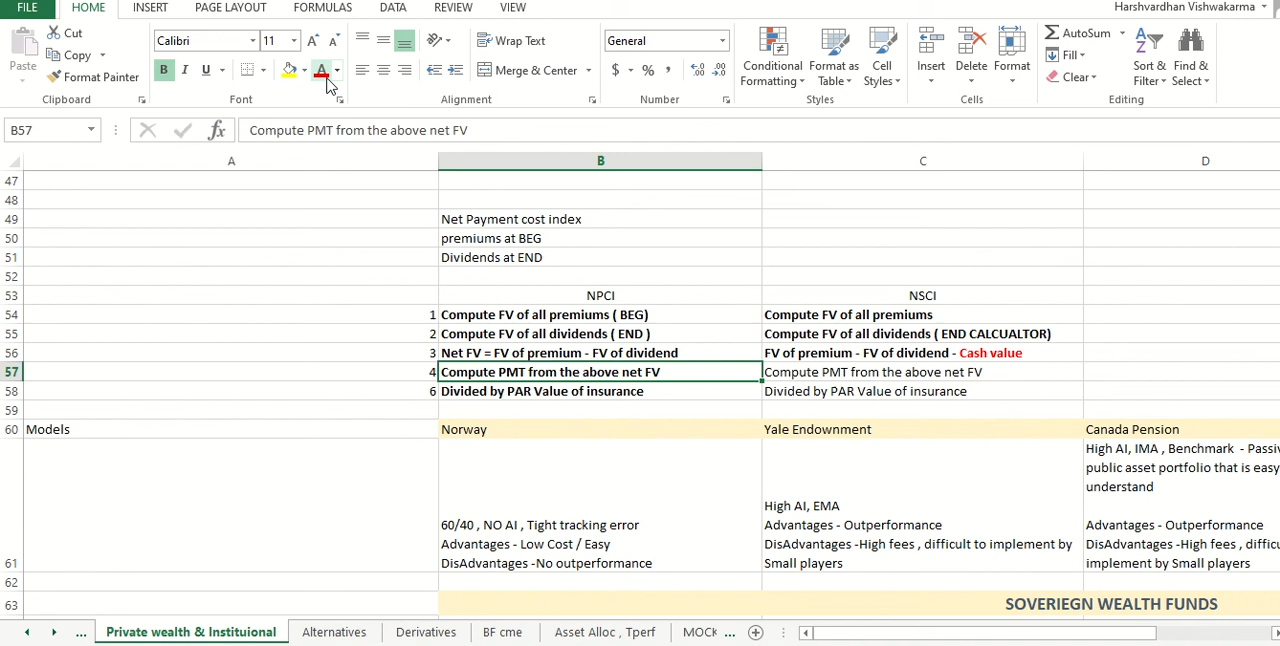 FILE HOME INSERT PAGE LAYOUT FORMULAS DATA REVIEW VIEW Harshvardhan Vishwakarma
Paste Cut Copy Format Painter Clipboard
Calibri 11 A A B I U A Font
Wrap Text Merge & Center Alignment
General $ % , Number
Conditional Formatting Format as Table Cell Styles Styles
Insert Delete Format Cells
AutoSum Fill Clear Sort & Filter Find & Select Editing
B57 fx Compute PMT from the above net FV
A B C D
47
48
49 Net Payment cost index
50 premiums at BEG
51 Dividends at END
52
53 NPCI NSCI
54 1 Compute FV of all premiums ( BEG) Compute FV of all premiums
55 2 Compute FV of all dividends ( END ) Compute FV of all dividends ( END CALCUALTOR)
56 3 Net FV = FV of premium - FV of dividend FV of premium - FV of dividend - Cash value
57 4 Compute PMT from the above net FV Compute PMT from the above net FV
58 6 Divided by PAR Value of insurance Divided by PAR Value of insurance
59
60 Models Norway Yale Endownment Canada Pension
High AI, IMA , Benchmark - Passiv
public asset portfolio that is easy
understand
High AI, EMA
60/40 , NO AI , Tight tracking error Advantages - Outperformance Advantages - Outperformance
Advantages - Low Cost / Easy DisAdvantages -High fees , difficult to implement by DisAdvantages -High fees , difficu
61 DisAdvantages -No outperformance Small players implement by Small players
62
63 SOVERIEGN WEALTH FUNDS
... Private wealth & Instituional Alternatives Derivatives BF cme Asset Alloc , Tperf MOCK ...